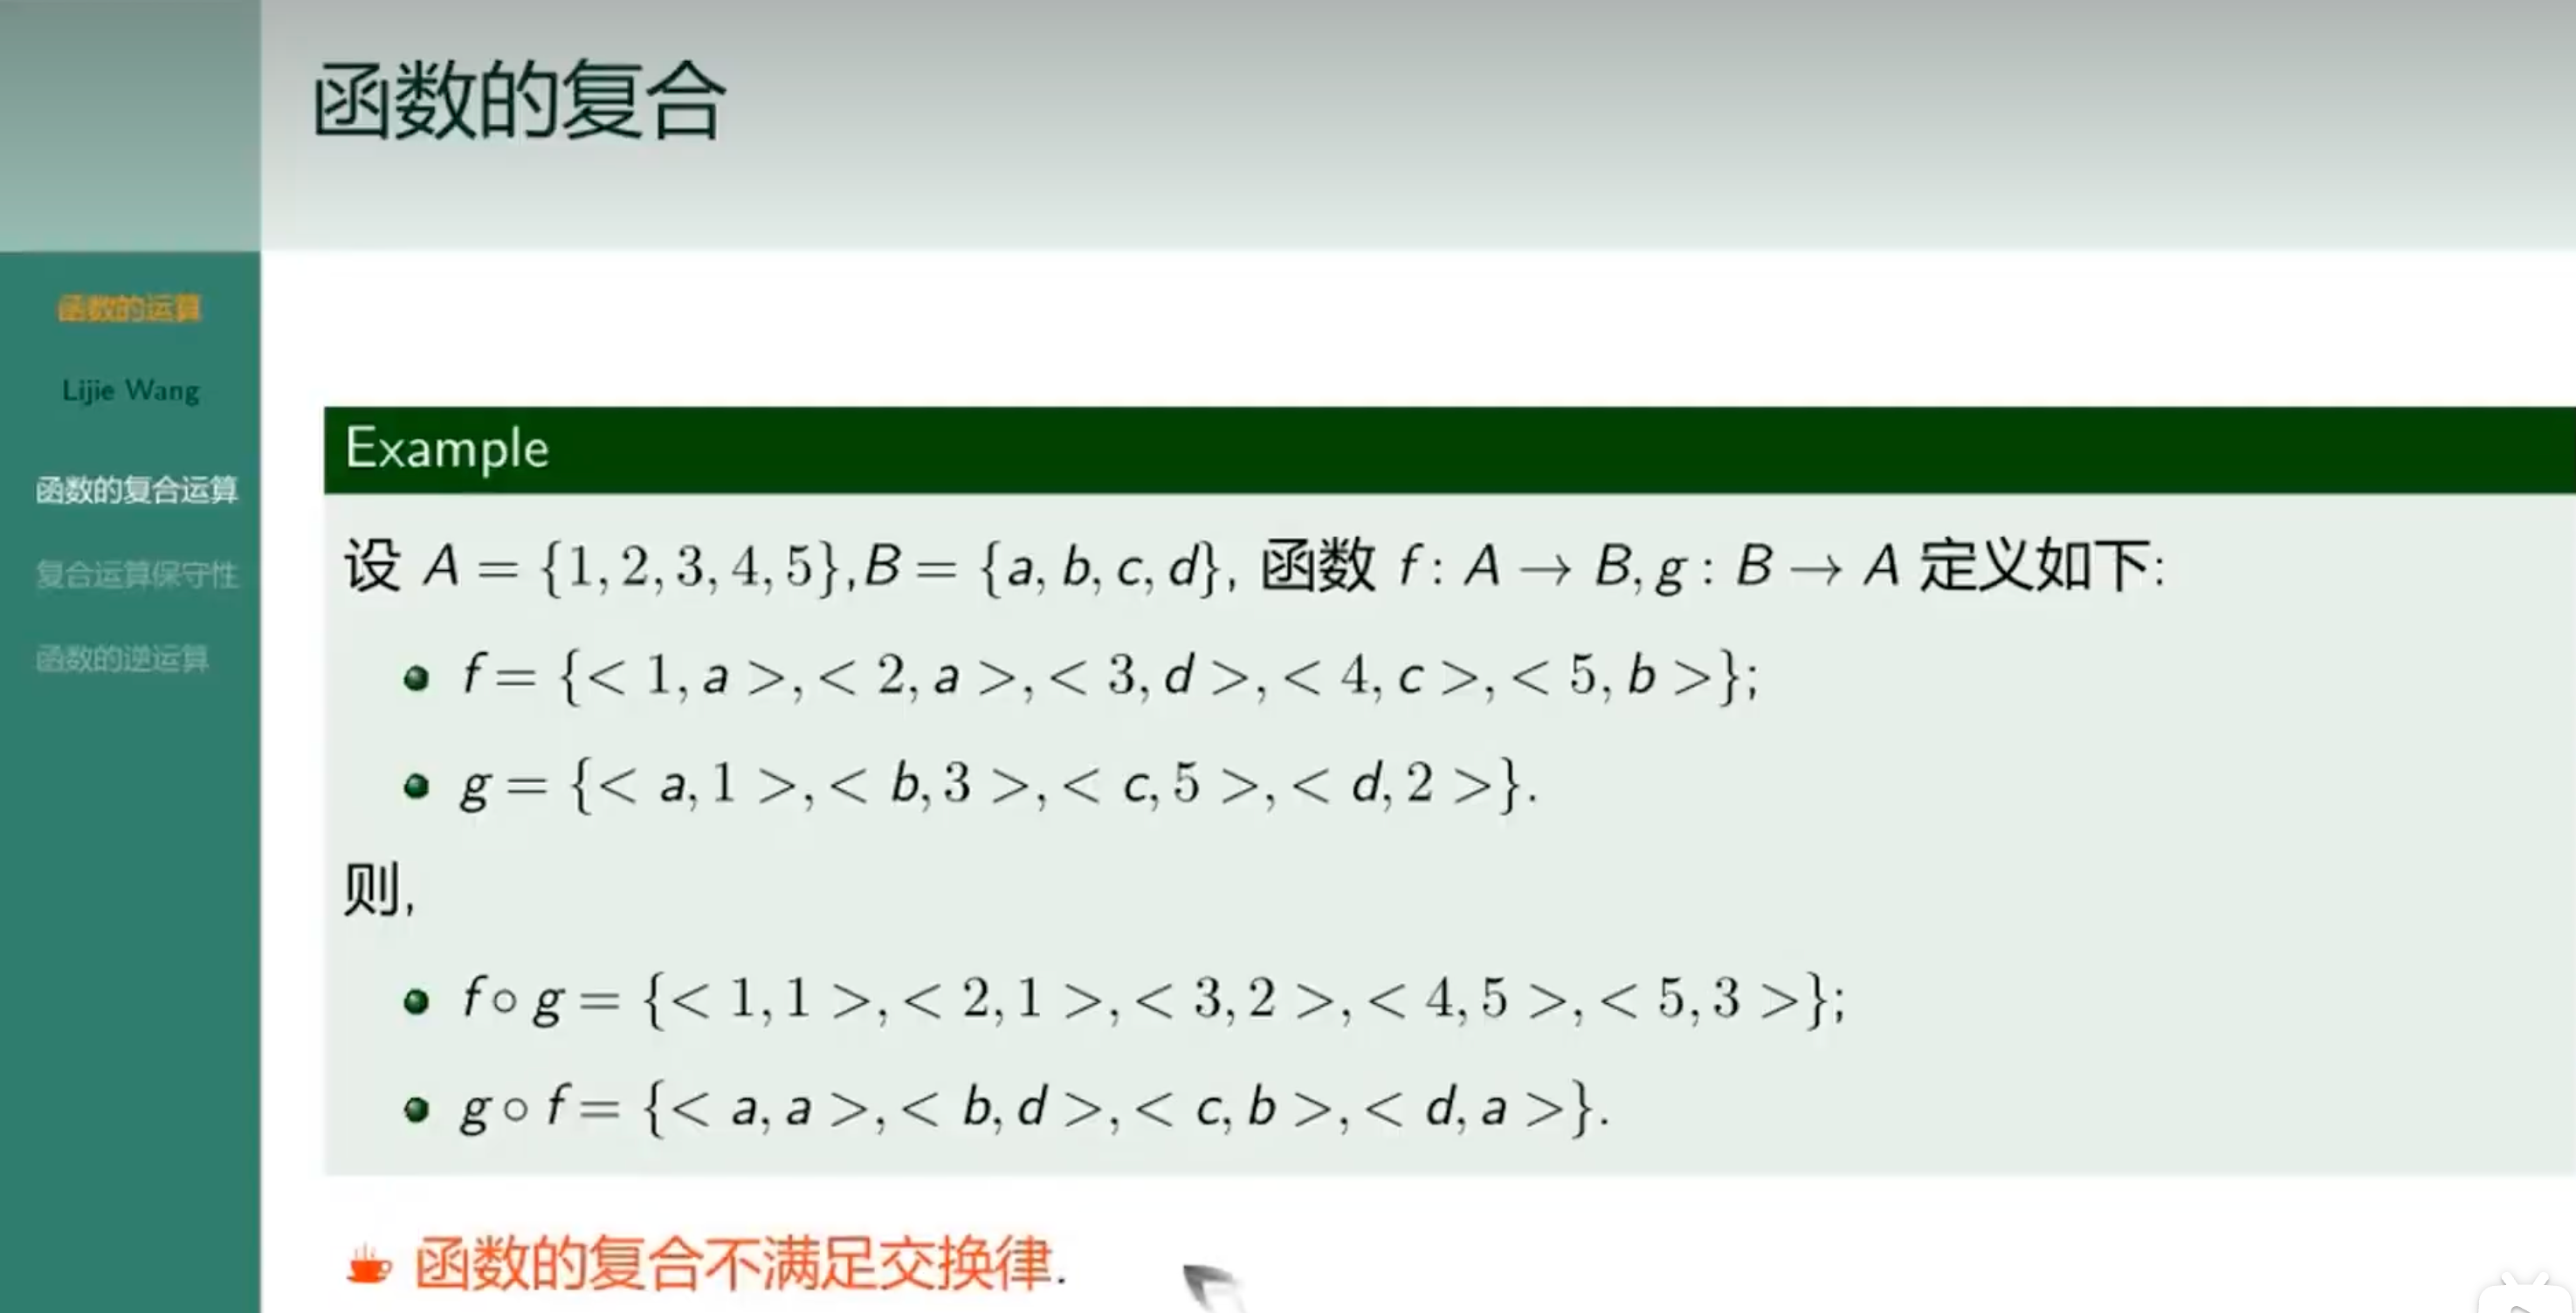 函数的复合
函数的运算
Lijie Wang
函数的复合运算
复合运算保守性
函数的逆运算
Example
设 A = {1, 2, 3, 4, 5},B = {a, b, c, d}, 函数 f : A → B, g : B → A 定义如下:
f = {< 1, a >, < 2, a >, < 3, d >, < 4, c >, < 5, b >};
g = {< a, 1 >, < b, 3 >, < c, 5 >, < d, 2 >}.
则,
f ∘ g = {< 1, 1 >, < 2, 1 >, < 3, 2 >, < 4, 5 >, < 5, 3 >};
g ∘ f = {< a, a >, < b, d >, < c, b >, < d, a >}.
函数的复合不满足交换律.